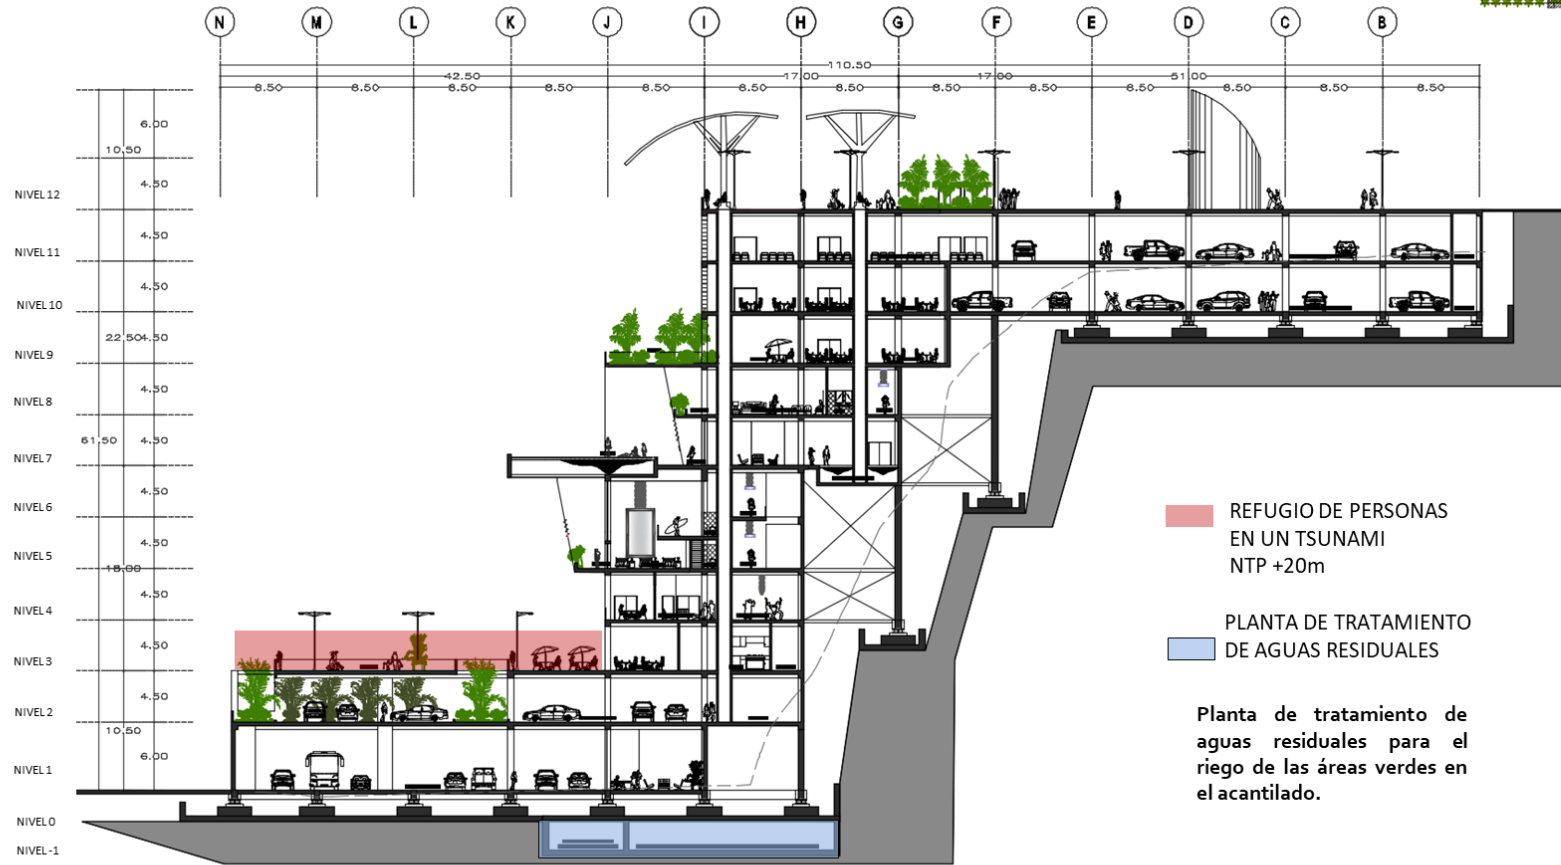 N M L K J I H G F E D C B
110.50
42.50 17.00 17.00 51.00
8.50 8.50 8.50 8.50 8.50 8.50 8.50 8.50 8.50 8.50 8.50 8.50 8.50
6.00
10.50
4.50
NIVEL 12
4.50
NIVEL 11
4.50
NIVEL 10
22.50 4.50
NIVEL 9
4.50
NIVEL 8
61.50 4.50
NIVEL 7
4.50
NIVEL 6
4.50
NIVEL 5
18.00
4.50
NIVEL 4
4.50
NIVEL 3
4.50
NIVEL 2
10.50
6.00
NIVEL 1
NIVEL 0
NIVEL -1
REFUGIO DE PERSONAS
EN UN TSUNAMI
NTP +20m
PLANTA DE TRATAMIENTO
DE AGUAS RESIDUALES
Planta de tratamiento de
aguas residuales para el
riego de las áreas verdes en
el acantilado.